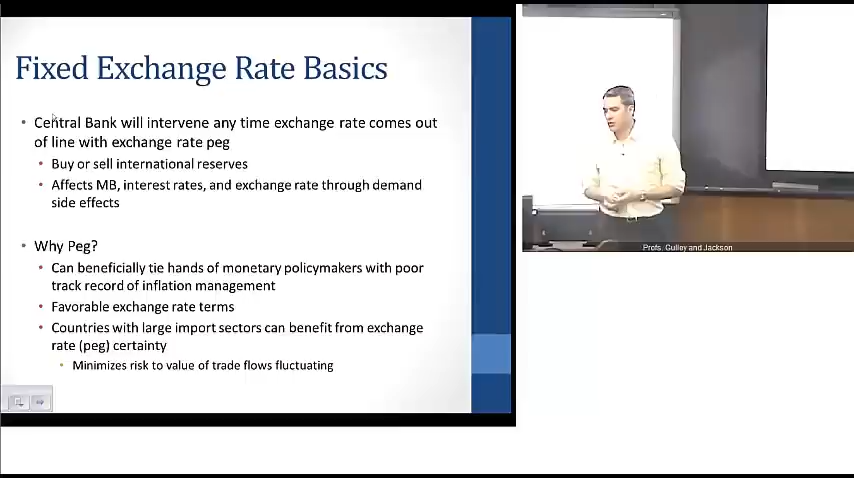 Fixed Exchange Rate Basics
• Central Bank will intervene any time exchange rate comes out
of line with exchange rate peg
• Buy or sell international reserves
• Affects MB, interest rates, and exchange rate through demand
side effects
• Why Peg?
• Can beneficially tie hands of monetary policymakers with poor
track record of inflation management
• Favorable exchange rate terms
• Countries with large import sectors can benefit from exchange
rate (peg) certainty
• Minimizes risk to value of trade flows fluctuating
Profs. Gulley and Jackson